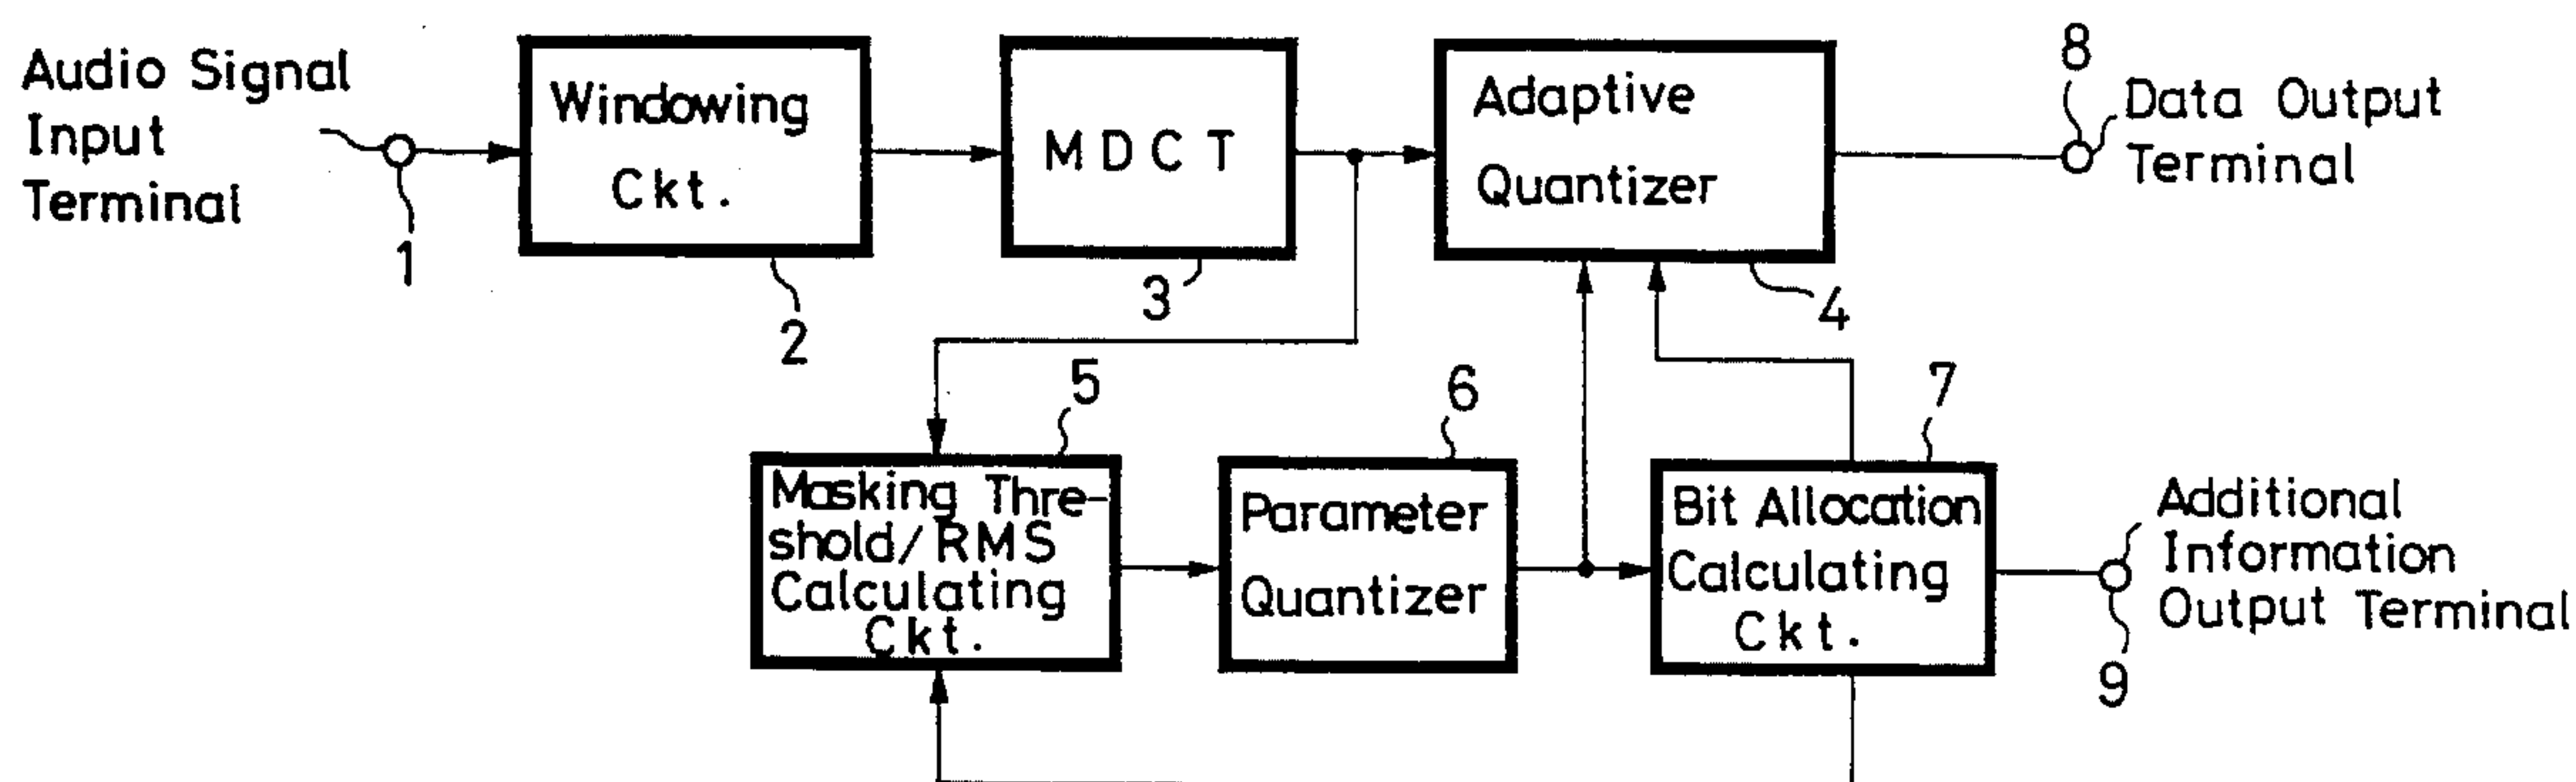 Audio Signal
Input
Terminal
1
Windowing
Ckt.
2
MDCT
3
Adaptive
Quantizer
4
8
Data Output
Terminal
5
Masking Thre-
shold/RMS
Calculating
Ckt.
6
Parameter
Quantizer
7
Bit Allocation
Calculating
Ckt.
Additional
Information
Output Terminal
9